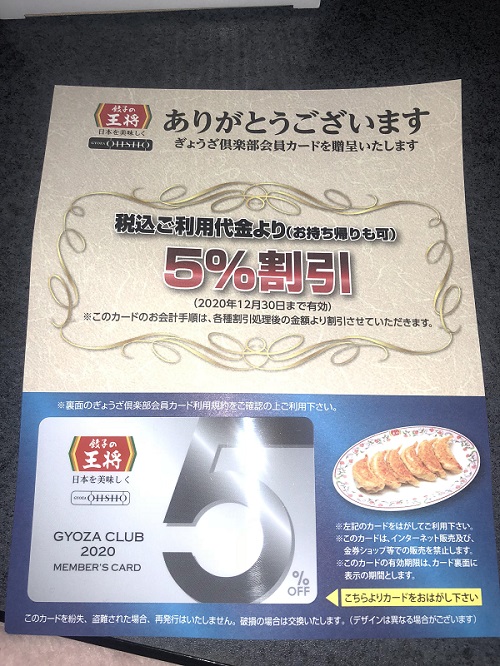 餃子の
王将
日本を美味しく
GYOZA OHSHO
ありがとうございます
ぎょうざ倶楽部会員カードを贈呈いたします
税込ご利用代金より(お持ち帰りも可)
5%割引
(2020年12月30日まで有効)
※このカードのお会計手順は、各種割引処理後の金額より割引させていただきます。
※裏面のぎょうざ倶楽部会員カード利用規約をご確認の上ご利用下さい。
餃子の
王将
日本を美味しく
GYOZA OHSHO
GYOZA CLUB
2020
MEMBER'S CARD
5
%
OFF
※左記のカードをはがしてご利用下さい。
※このカードは、インターネット販売及び、
金券ショップ等での販売を禁止します。
※このカードの有効期限は、カード裏面に
表示の期間とします。
こちらよりカードをおはがし下さい
このカードを紛失、盗難された場合、再発行はいたしません。破損の場合は交換いたします。(デザインは異なる場合がございます)